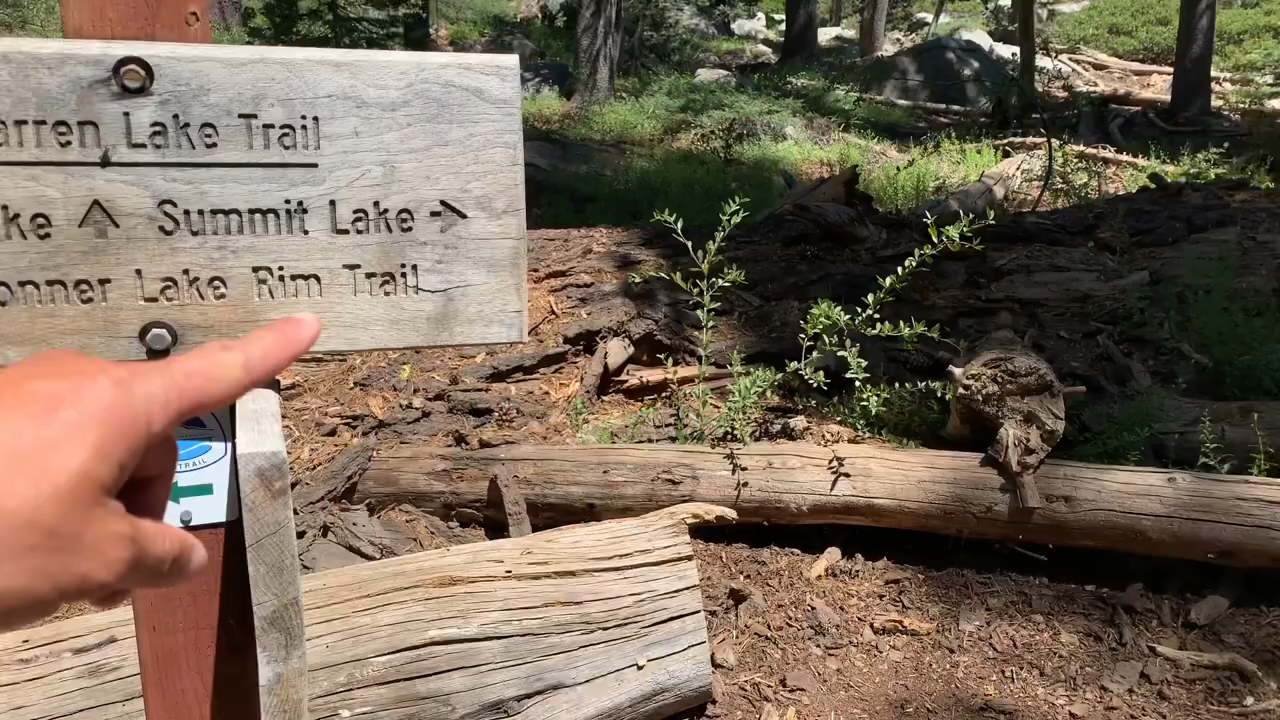 arren Lake Trail
ke ↑ Summit Lake →
onner Lake Rim Trail
TRAIL